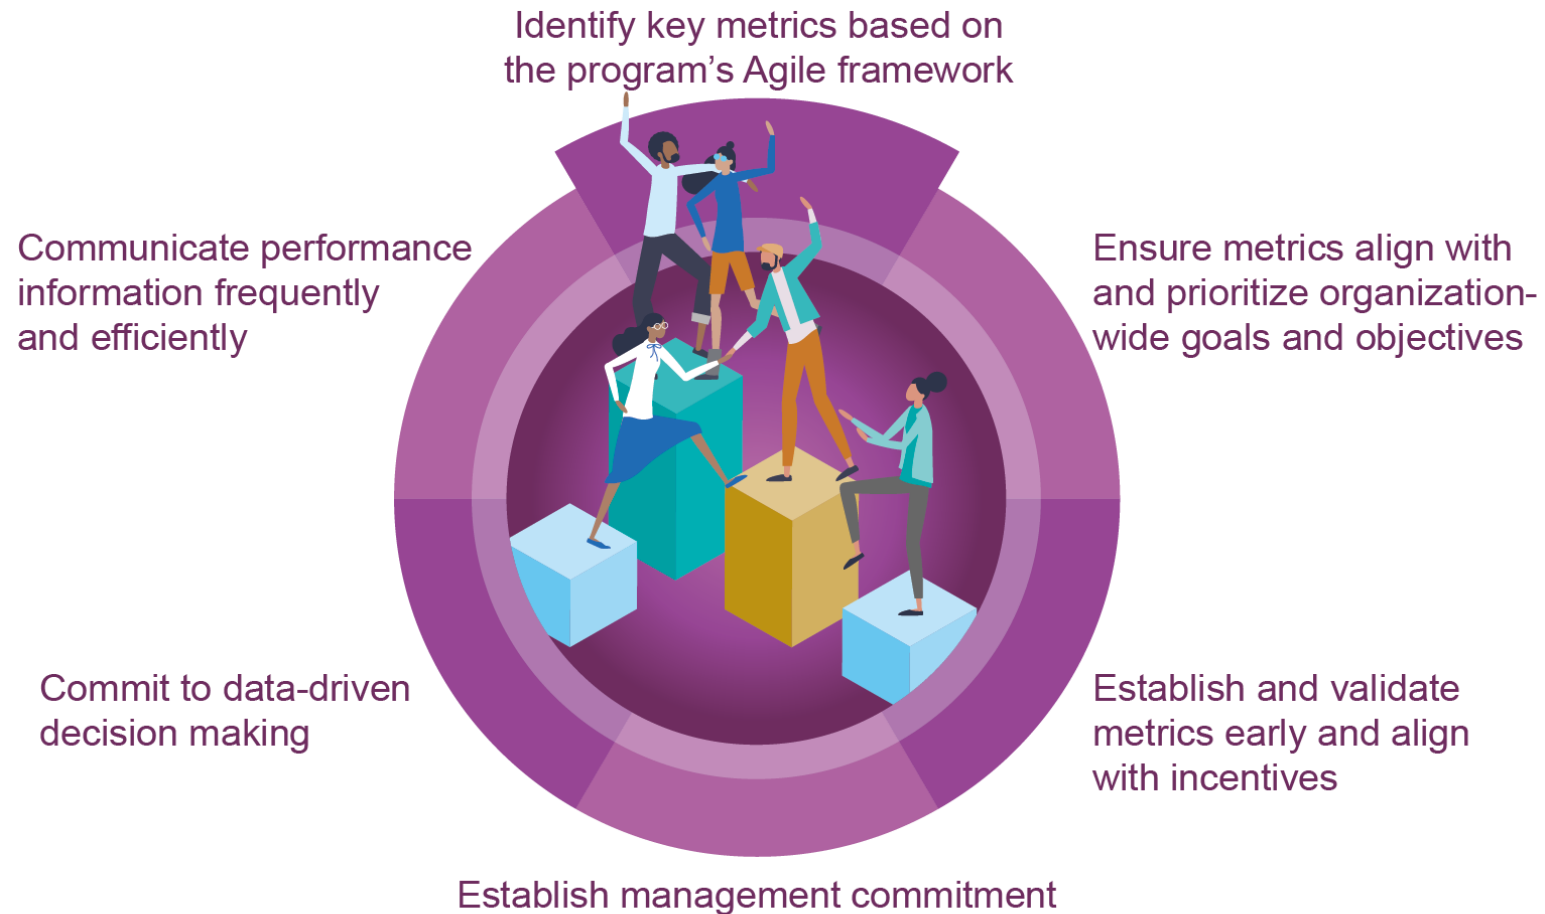 Identify key metrics based on
the program’s Agile framework
Ensure metrics align with
and prioritize organization-
wide goals and objectives
Establish and validate
metrics early and align
with incentives
Establish management commitment
Commit to data-driven
decision making
Communicate performance
information frequently
and efficiently